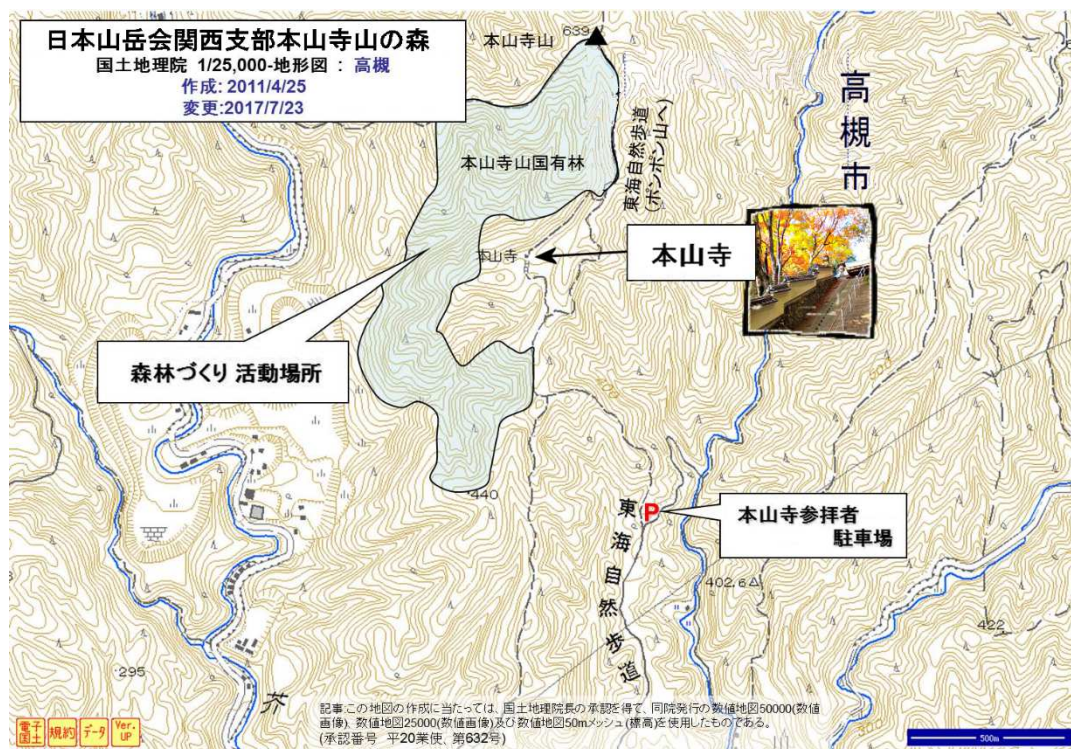 日本山岳会関西支部本山寺山の森
国土地理院 1/25,000-地形図 : 高槻
作成: 2011/4/25
変更:2017/7/23
639
本山寺山
高槻市
東海自然歩道
(ポンポン山へ)
本山寺山国有林
本山寺
本山寺
森林づくり 活動場所
400
500
440
P
本山寺参拝者
駐車場
東海自然歩道
402.6
422
295
芥
記事:この地図の作成に当たっては、国土地理院長の承認を得て、同院発行の数値地図50000(数値
画像)、数値地図25000(数値画像)及び数値地図50mメッシュ(標高)を使用したものである。
(承認番号 平20業使、第632号)
電子
国土
規約
データ
Ver.
UP
500m